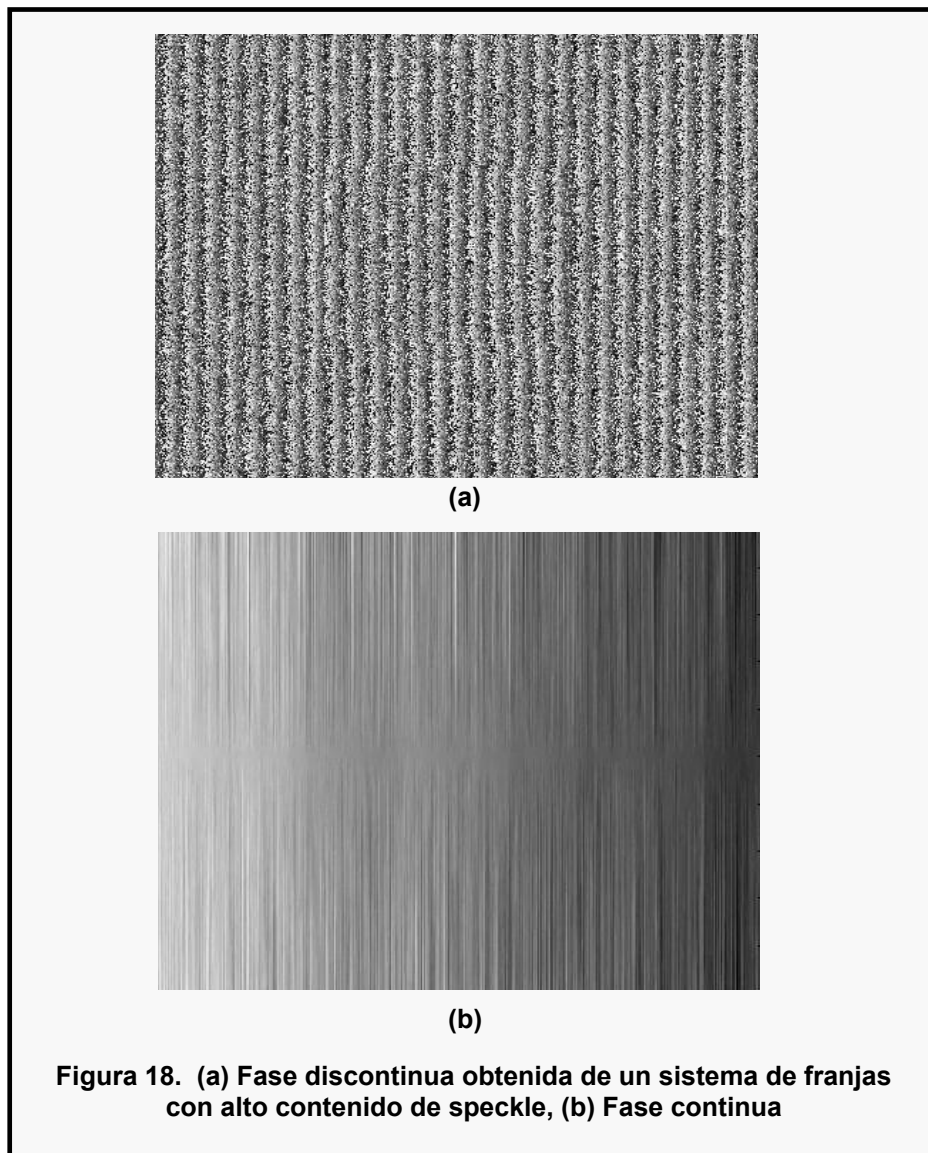 (a)
(b)
Figura 18. (a) Fase discontinua obtenida de un sistema de franjas
con alto contenido de speckle, (b) Fase continua